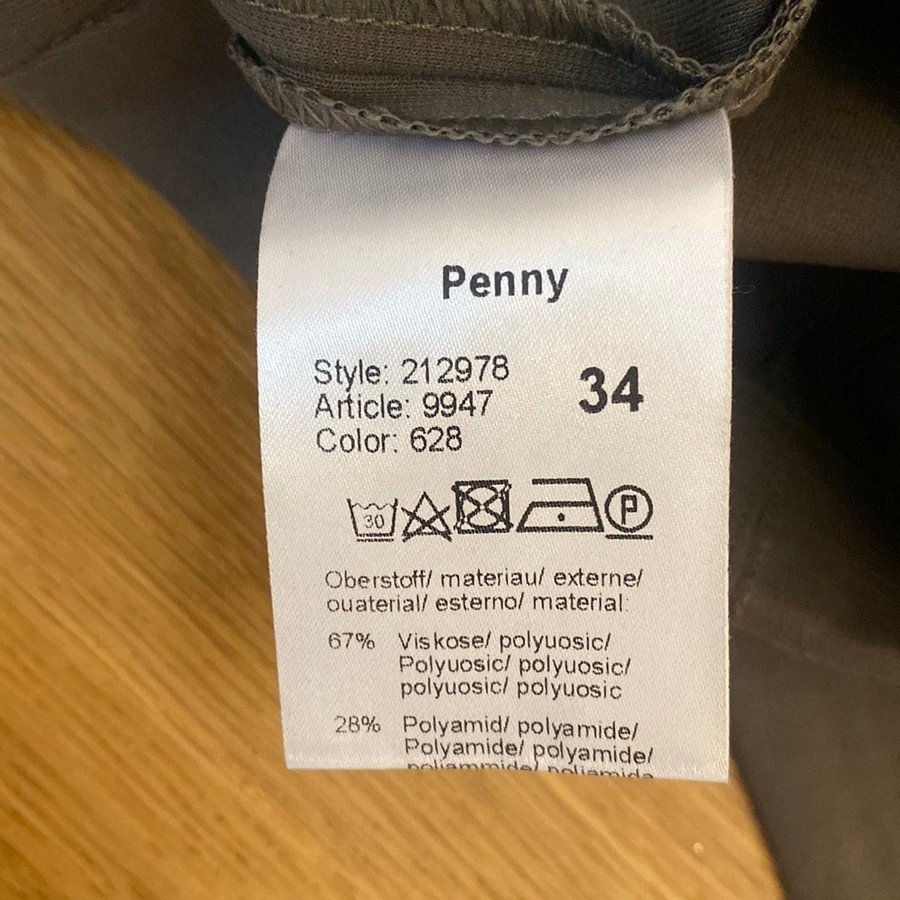 Penny
Style: 212978
Article: 9947
Color: 628
34
30
P
Oberstoff/ materiau/ externe/
ouaterial/ esterno/ material:
67% Viskose/ polyuosic/
Polyuosic/ polyuosic/
polyuosic/ polyuosic
28% Polyamid/ polyamide/
Polyamide/ polyamide/